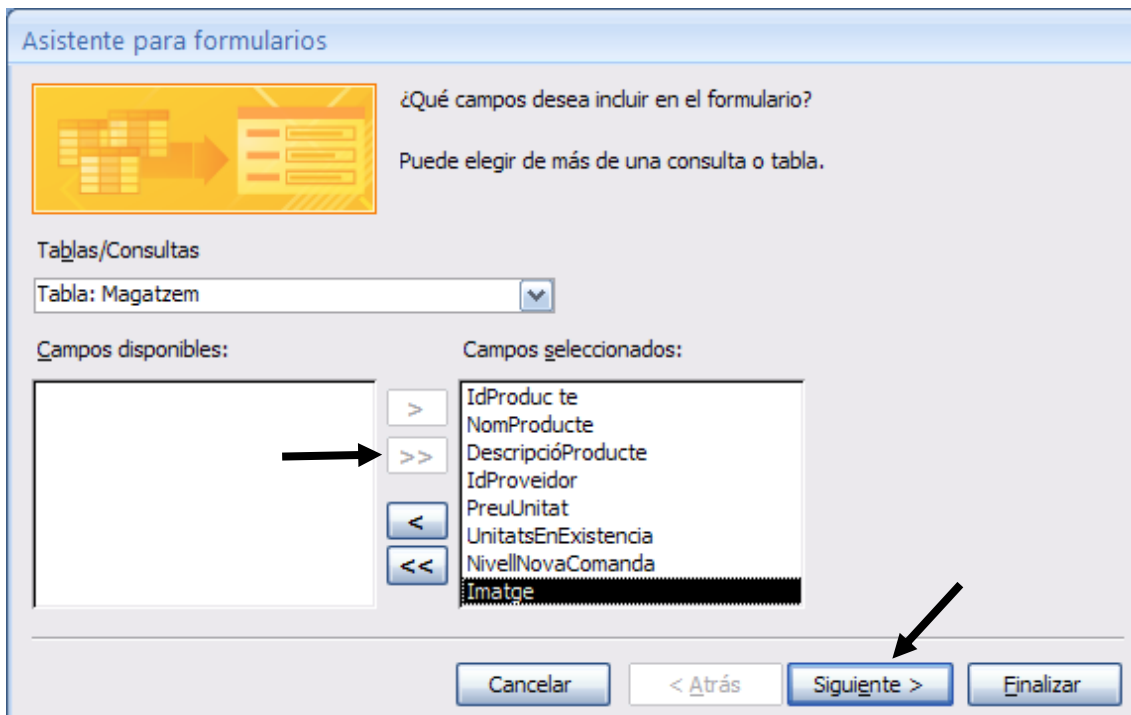 Asistente para formularios
¿Qué campos desea incluir en el formulario?
Puede elegir de más de una consulta o tabla.
Tablas/Consultas
Tabla: Magatzem
Campos disponibles:
Campos seleccionados:
>
>>
<
<<
IdProduc te
NomProducte
DescripcióProducte
IdProveidor
PreuUnitat
UnitatsEnExistencia
NivellNovaComanda
Imatge
Cancelar
< Atrás
Siguiente >
Finalizar